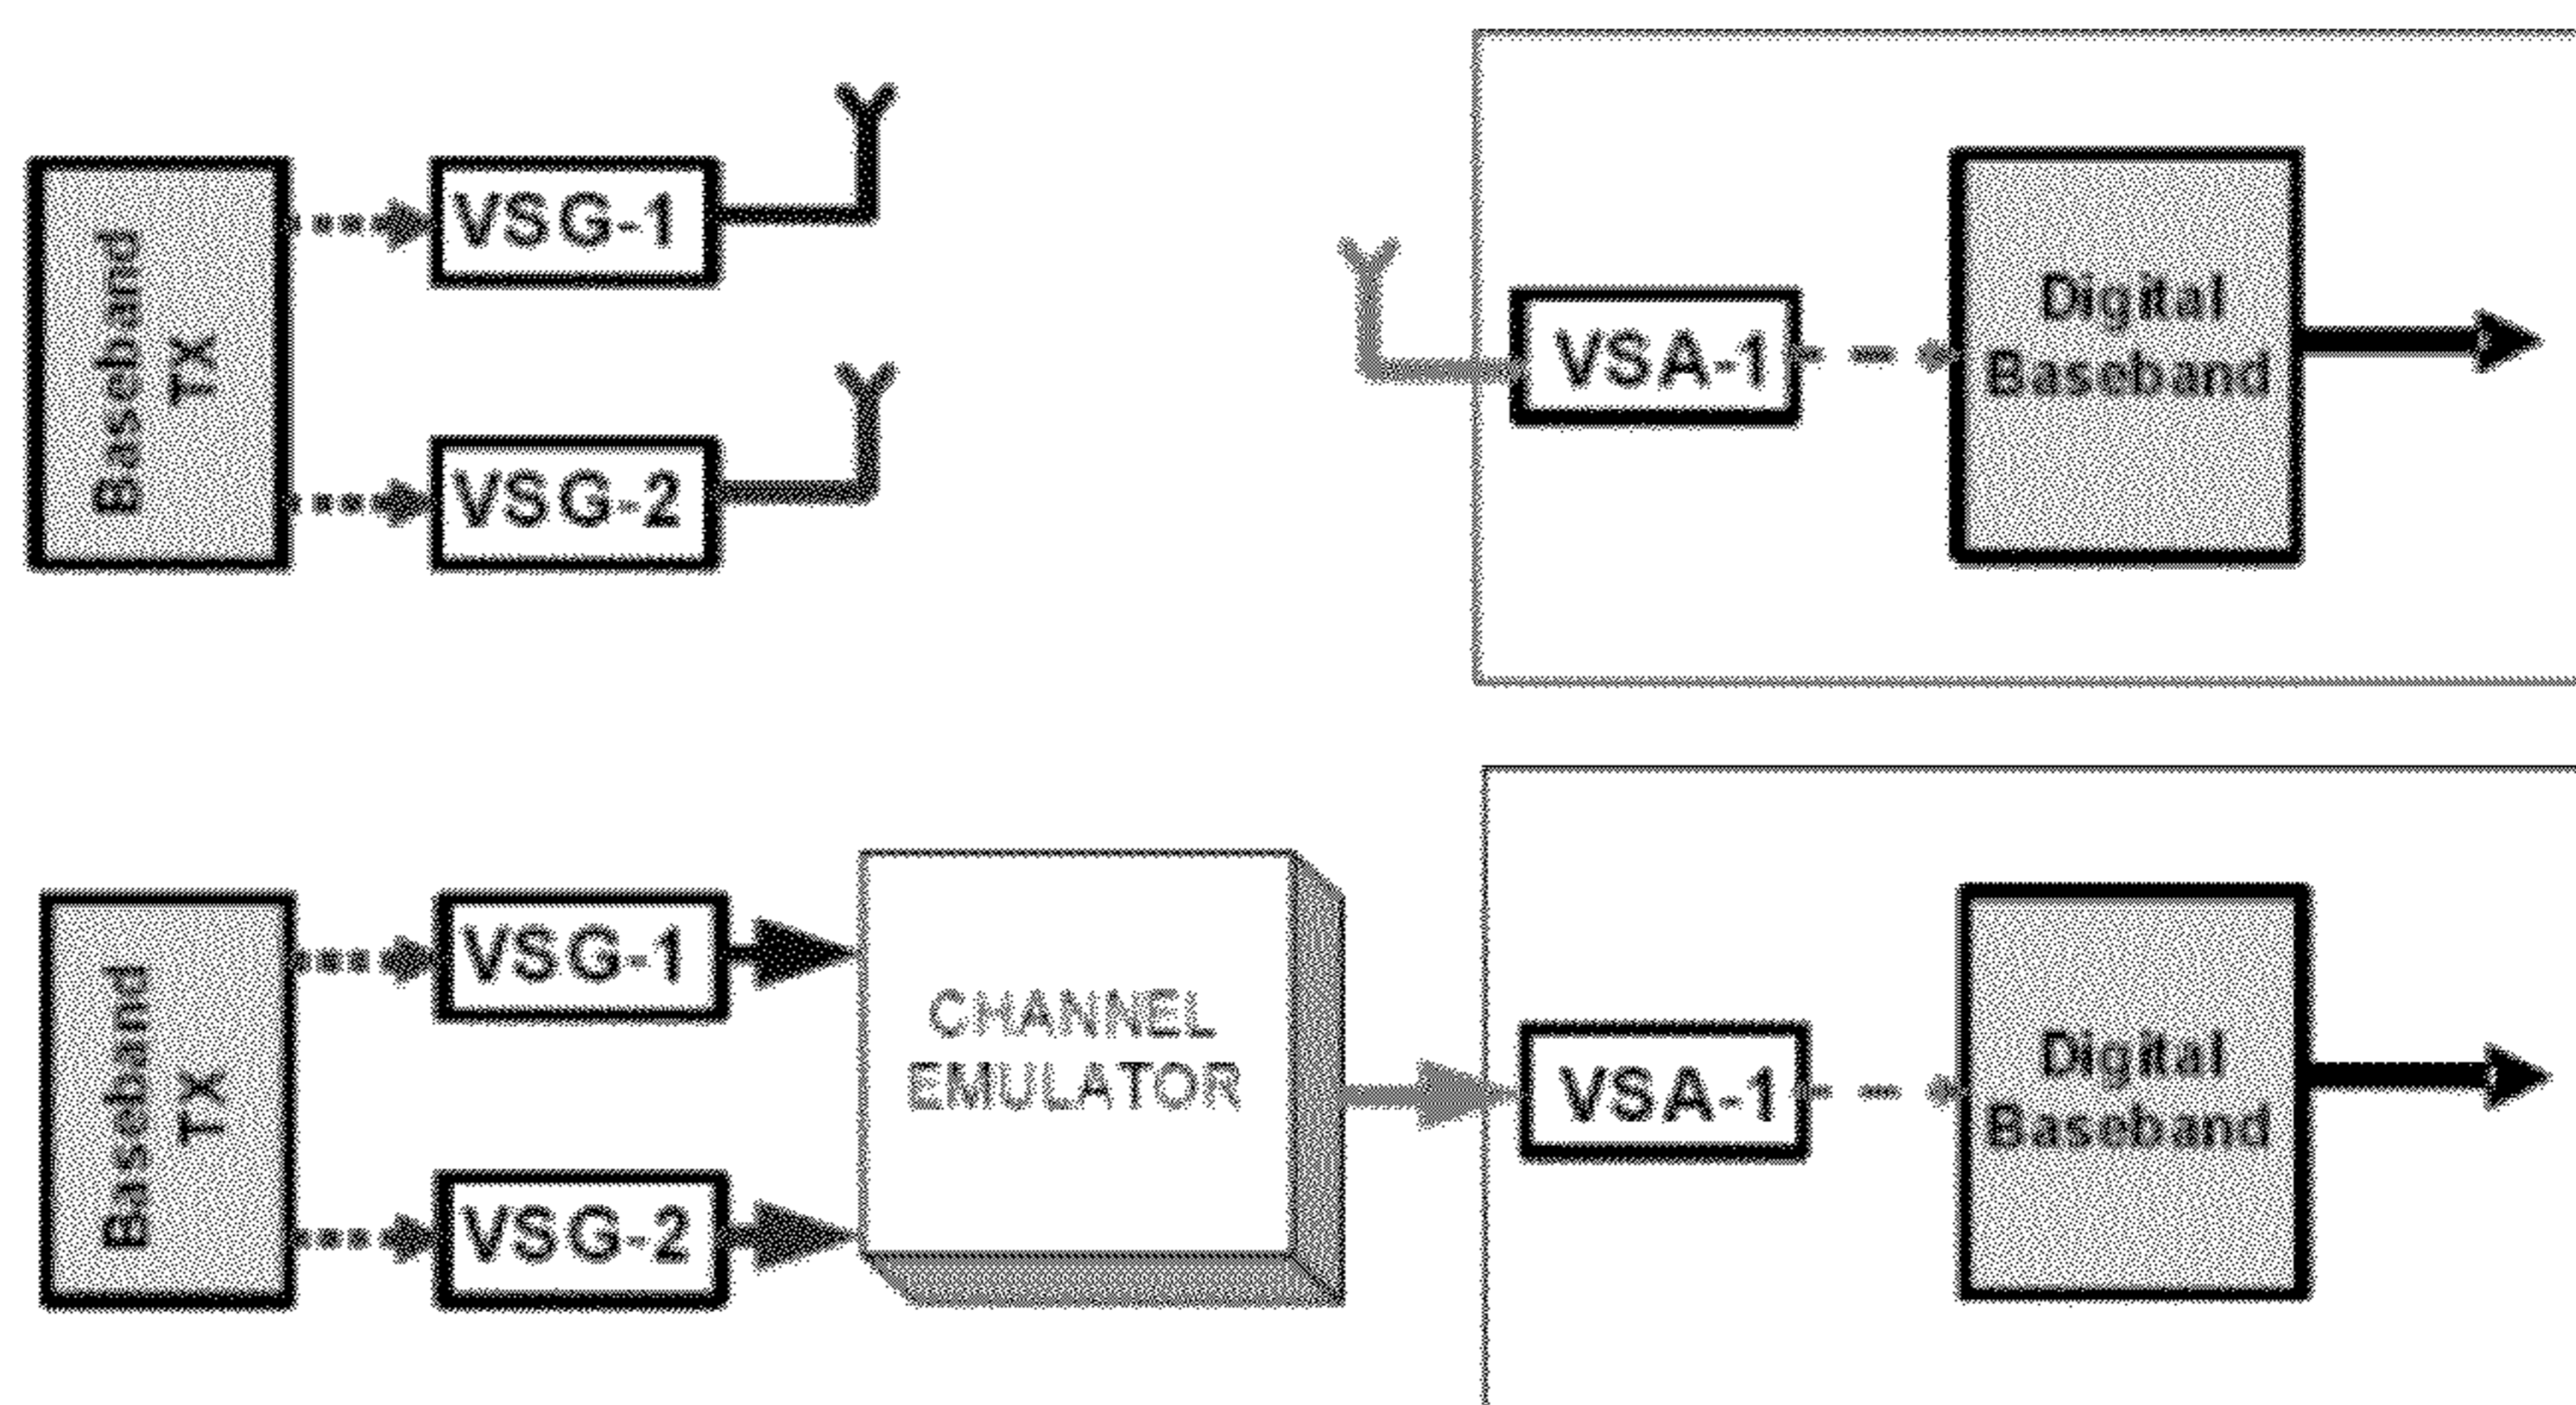 Baseband
TX
VSG-1
VSG-2
VSA-1
Digital
Baseband
Baseband
TX
VSG-1
VSG-2
CHANNEL
EMULATOR
VSA-1
Digital
Baseband